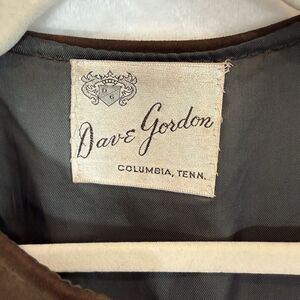 D G
Dave Gordon
COLUMBIA, TENN.